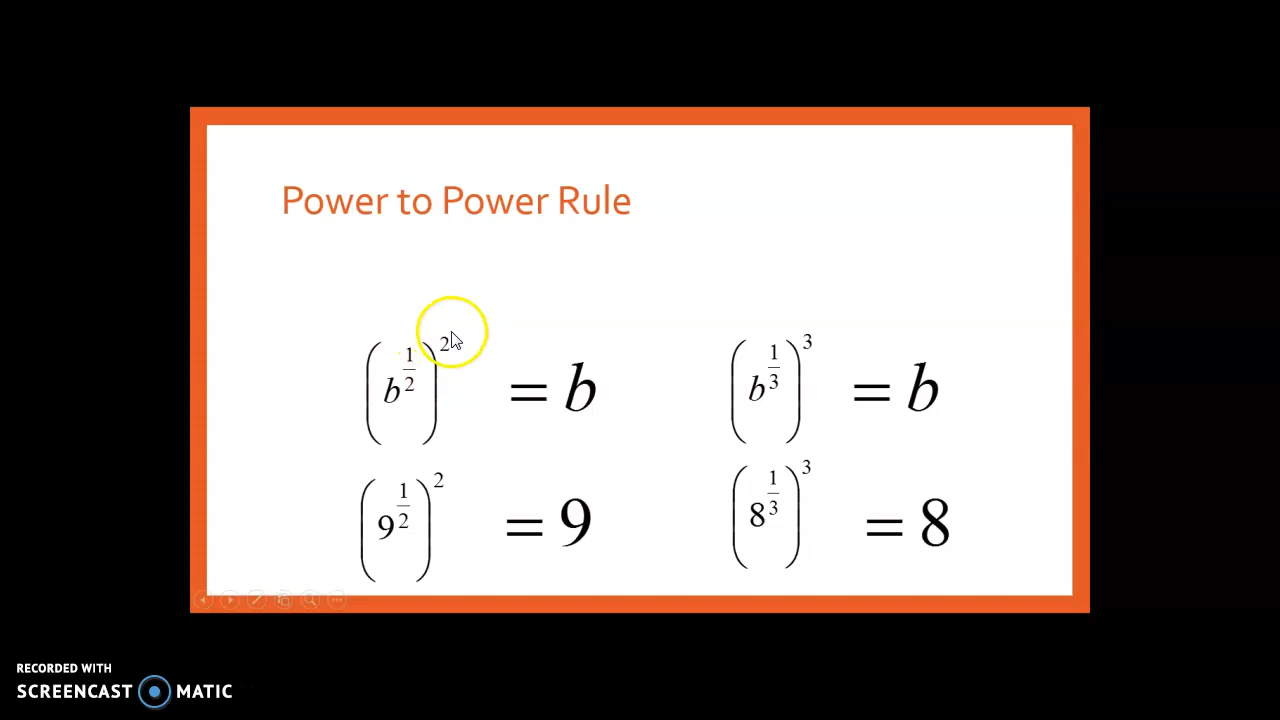 Power to Power Rule
(b^{1/2})^2 = b
(b^{1/3})^3 = b
(9^{1/2})^2 = 9
(8^{1/3})^3 = 8
RECORDED WITH
SCREENCAST MATIC